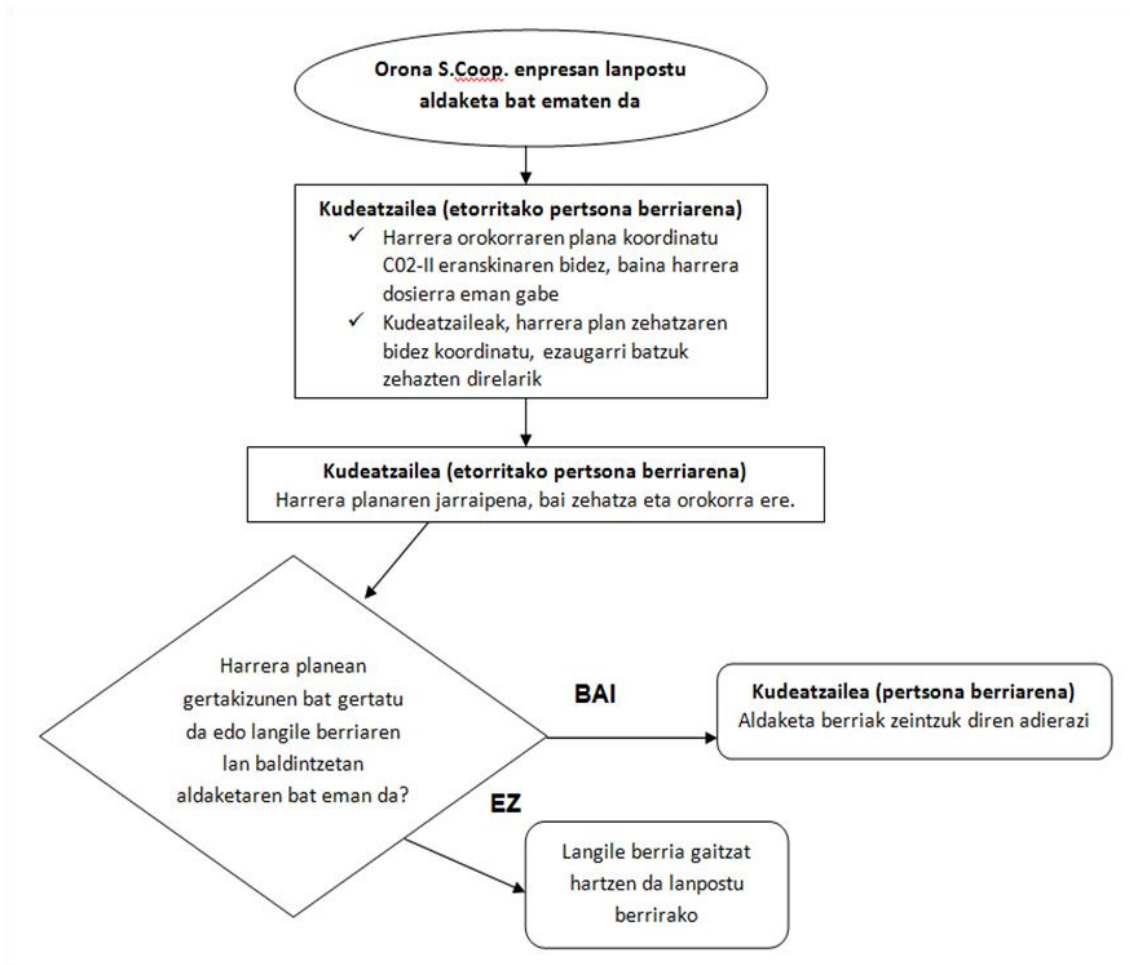 Orona S.Coop. enpresan lanpostu
aldaketa bat ematen da
Kudeatzailea (etorritako pertsona berriarena)
✓ Harrera orokorraren plana koordinatu
C02-II eranskinaren bidez, baina harrera
dosierra eman gabe
✓ Kudeatzaileak, harrera plan zehatzaren
bidez koordinatu, ezaugarri batzuk
zehazten direlarik
Kudeatzailea (etorritako pertsona berriarena)
Harrera planaren jarraipena, bai zehatza eta orokorra ere.
Harrera planean
gertakizunen bat gertatu
da edo langile berriaren
lan baldintzetan
aldaketaren bat eman da?
BAI
Kudeatzailea (pertsona berriarena)
Aldaketa berriak zeintzuk diren adierazi
EZ
Langile berria gaitzat
hartzen da lanpostu
berrirako